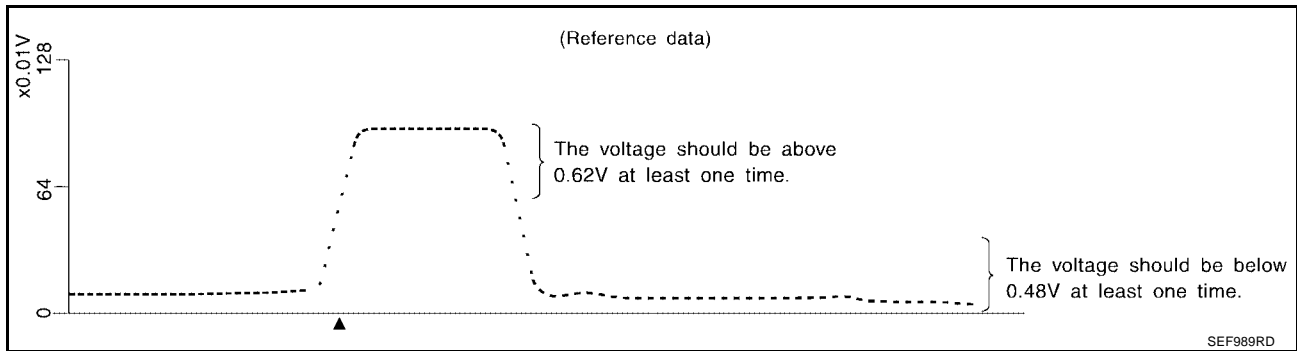 (Reference data)
x0.01V
128
64
0
The voltage should be above
0.62V at least one time.
The voltage should be below
0.48V at least one time.
SEF989RD